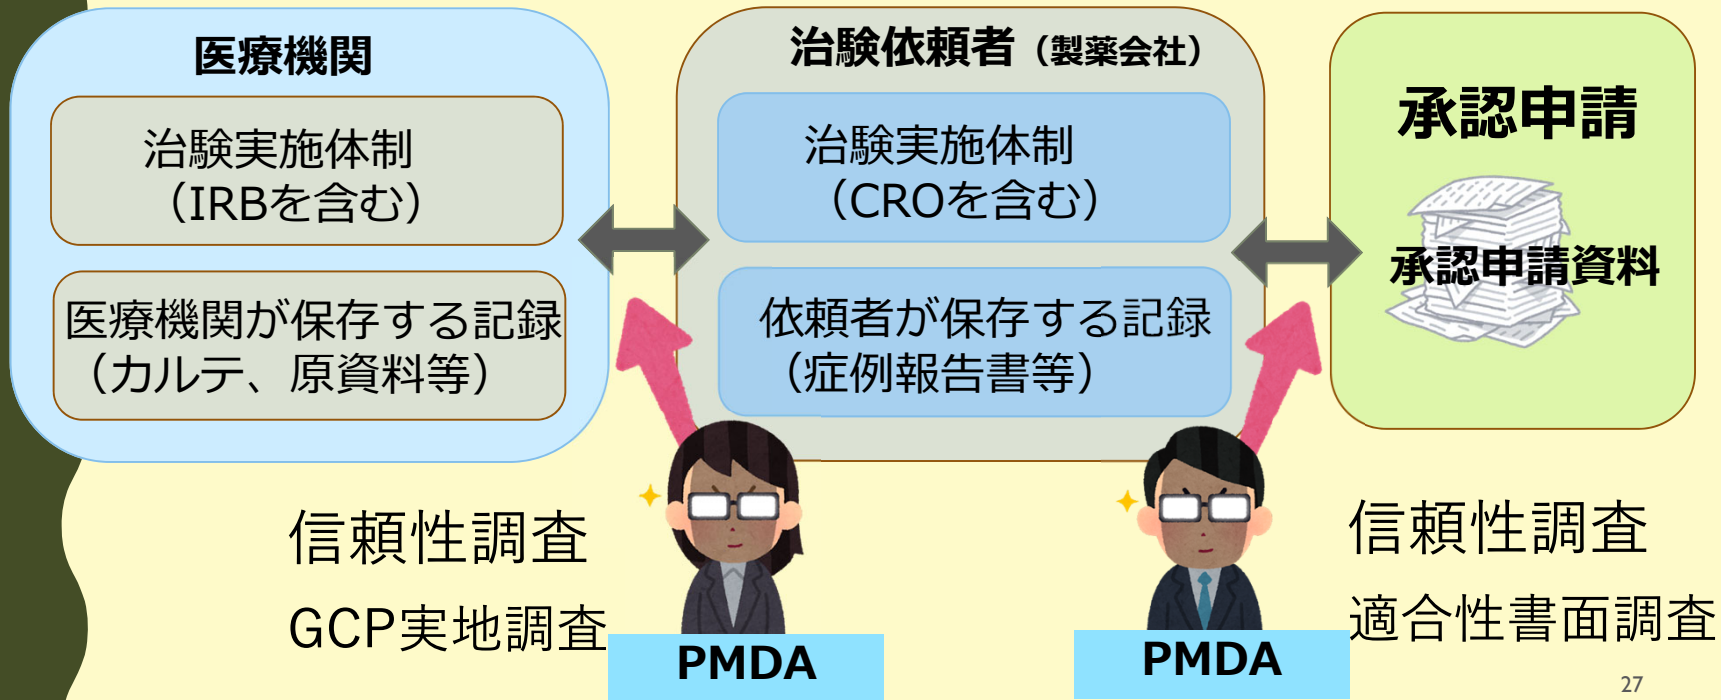 医療機関
治験実施体制
（IRBを含む）
医療機関が保存する記録
（カルテ、原資料等）
治験依頼者（製薬会社）
治験実施体制
（CROを含む）
依頼者が保存する記録
（症例報告書等）
承認申請
承認申請資料
信頼性調査
GCP実地調査
PMDA
PMDA
信頼性調査
適合性書面調査
27